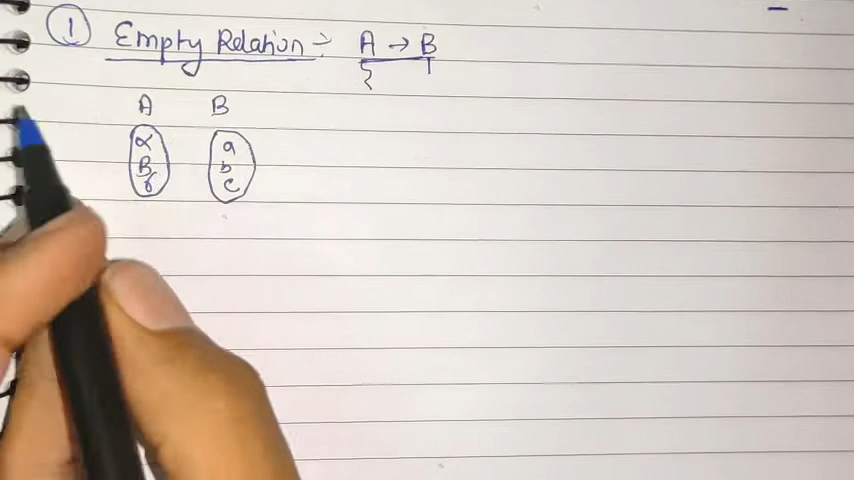 ① Empty Relation :- A → B
{
A B
α a
β b
γ c